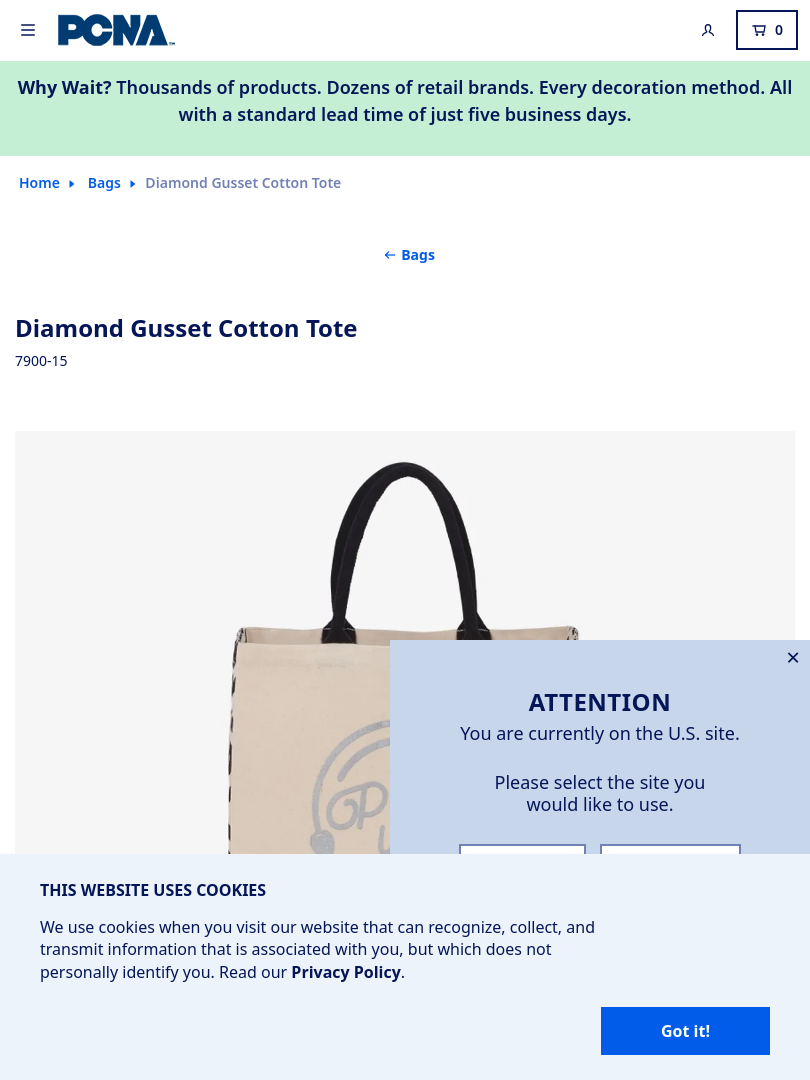 PCNA™
0
Why Wait? Thousands of products. Dozens of retail brands. Every decoration method. All
with a standard lead time of just five business days.
Home
Bags
Diamond Gusset Cotton Tote
← Bags
Diamond Gusset Cotton Tote
7900-15
ATTENTION
You are currently on the U.S. site.
Please select the site you
would like to use.
THIS WEBSITE USES COOKIES
We use cookies when you visit our website that can recognize, collect, and
transmit information that is associated with you, but which does not
personally identify you. Read our Privacy Policy.
Got it!